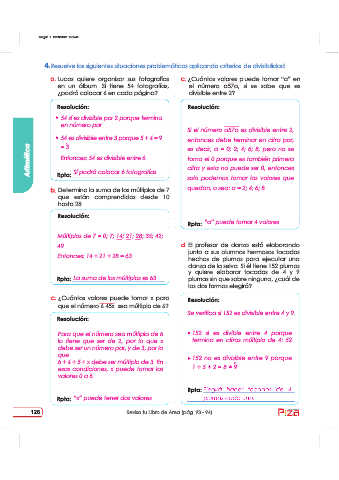 4. Resuelve las siguientes situaciones problemáticas aplicando criterios de divisibilidad:
a. Lucas quiere organizar sus fotografías
en un álbum. Si tiene 54 fotografías,
¿podrá colocar 6 en cada página?
Resolución:
• 54 sí es divisible por 2 porque termina
en número par
• 54 es divisible entre 3 porque 5 + 4 = 9
= 3
Entonces: 54 es divisible entre 6
Rpta: Sí podrá colocar 6 fotografías
b. Determina la suma de los múltiplos de 7
que están comprendidos desde 10
hasta 28
Resolución:
Múltiplos de 7 = 0; 7; 14; 21; 28; 35; 42;
49
Entonces: 14 + 21 + 28 = 63
Rpta: La suma de los múltiplos es 63
c. ¿Cuántos valores puede tomar x para
que el número 6 45x sea múltiplo de 6?
Resolución:
Para que el número sea múltiplo de 6
lo tiene que ser de 2, por lo que x
debe ser un número par, y de 3, por lo
que
6 + 4 + 5 + x debe ser múltiplo de 3. En
esas condiciones, x puede tomar los
valores 0 o 6.
Rpta: "x" puede tener dos valores
c. ¿Cuántos valores puede tomar "a" en
el número a57a, si se sabe que es
divisible entre 2?
Resolución:
Si el número a57a es divisible entre 2,
entonces debe terminar en cifra par,
es decir, a = 0; 2; 4; 6; 8, pero no se
toma el 0 porque es también primera
cifra y esta no puede ser 0, entonces
solo podemos tomar los valores que
quedan, o sea: a = 2; 4; 6; 8
Rpta: "a" puede tomar 4 valores
d. El profesor de danza está elaborando
junto a sus alumnos hermosos tocados
hechos de plumas para ejecutar una
danza de la selva. Si él tiene 152 plumas
y quiere elaborar tocados de 4 y 9
plumas sin que sobre ninguna, ¿cuál de
las dos formas elegirá?
Resolución:
Se verifica si 152 es divisible entre 4 y 9.
• 152 sí es divisible entre 4 porque
termina en cifras múltiplo de 4: 52
• 152 no es divisible entre 9 porque
1 + 5 + 2 = 8 ≠ 9
Rpta: Elegirá hacer tocados de 4
plumas cada uno.
Aritmética
128
Revisa tu Libro de Área (pág. 93 - 94)
Piza